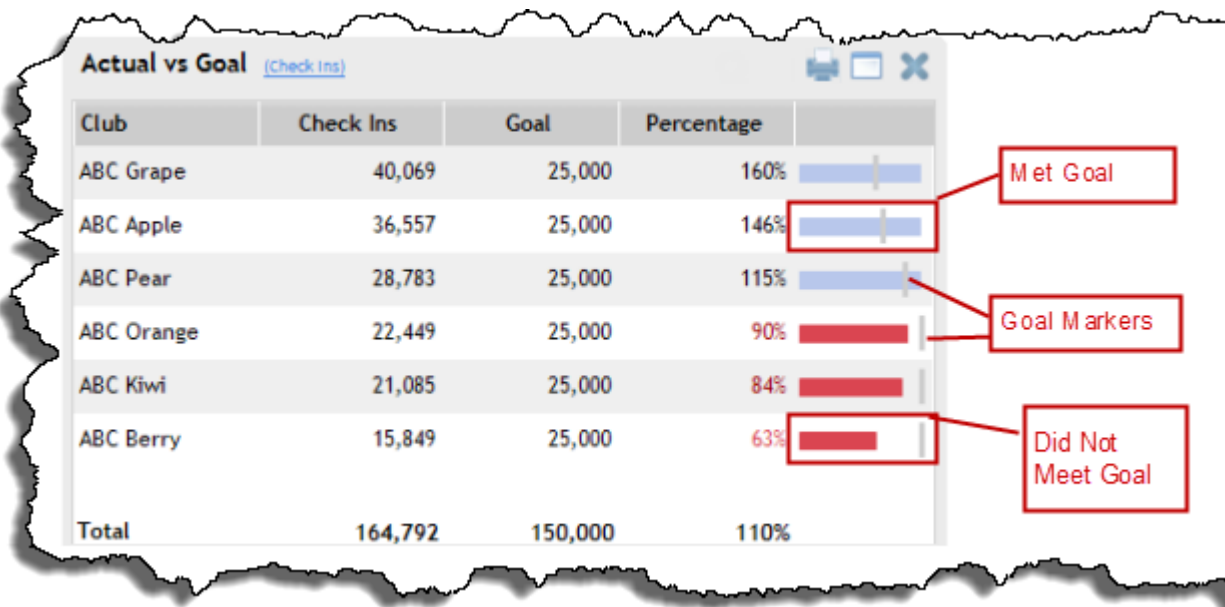 Actual vs Goal (Check Ins)
Club Check Ins Goal Percentage
ABC Grape 40,069 25,000 160%
ABC Apple 36,557 25,000 146%
ABC Pear 28,783 25,000 115%
ABC Orange 22,449 25,000 90%
ABC Kiwi 21,085 25,000 84%
ABC Berry 15,849 25,000 63%
Total 164,792 150,000 110%
Met Goal
Goal Markers
Did Not
Meet Goal